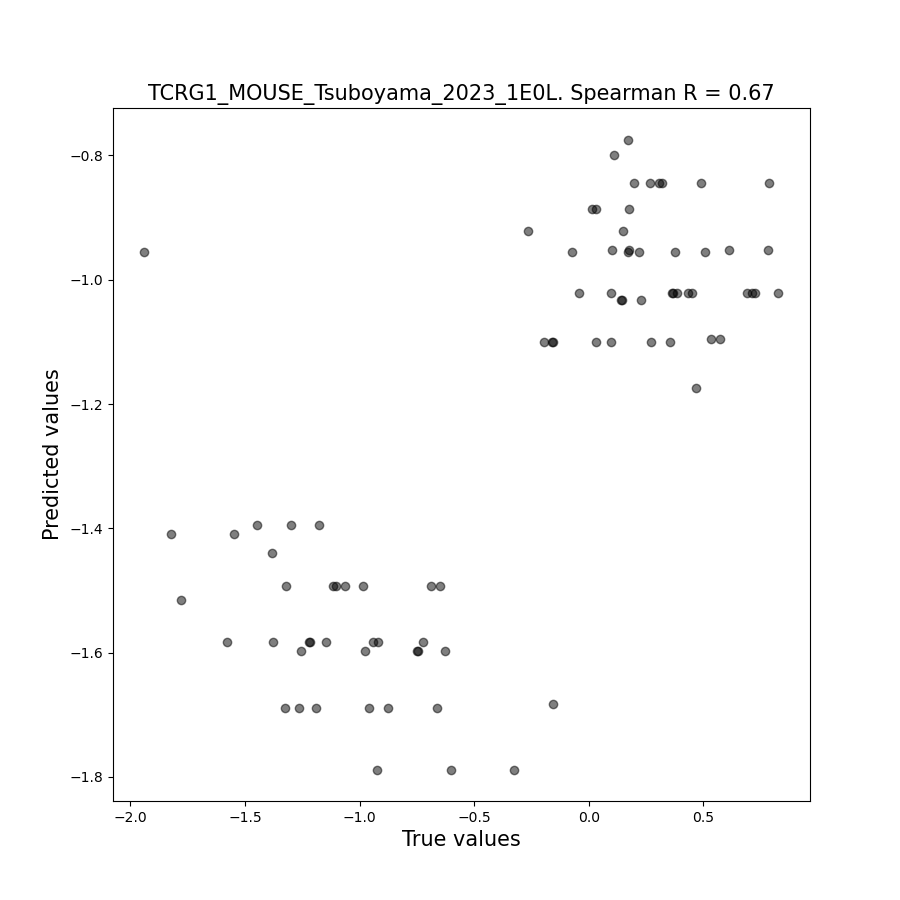 TCRG1_MOUSE_Tsuboyama_2023_1E0L. Spearman R = 0.67
Predicted values
−0.8
−1.0
−1.2
−1.4
−1.6
−1.8
−2.0 −1.5 −1.0 −0.5 0.0 0.5
True values